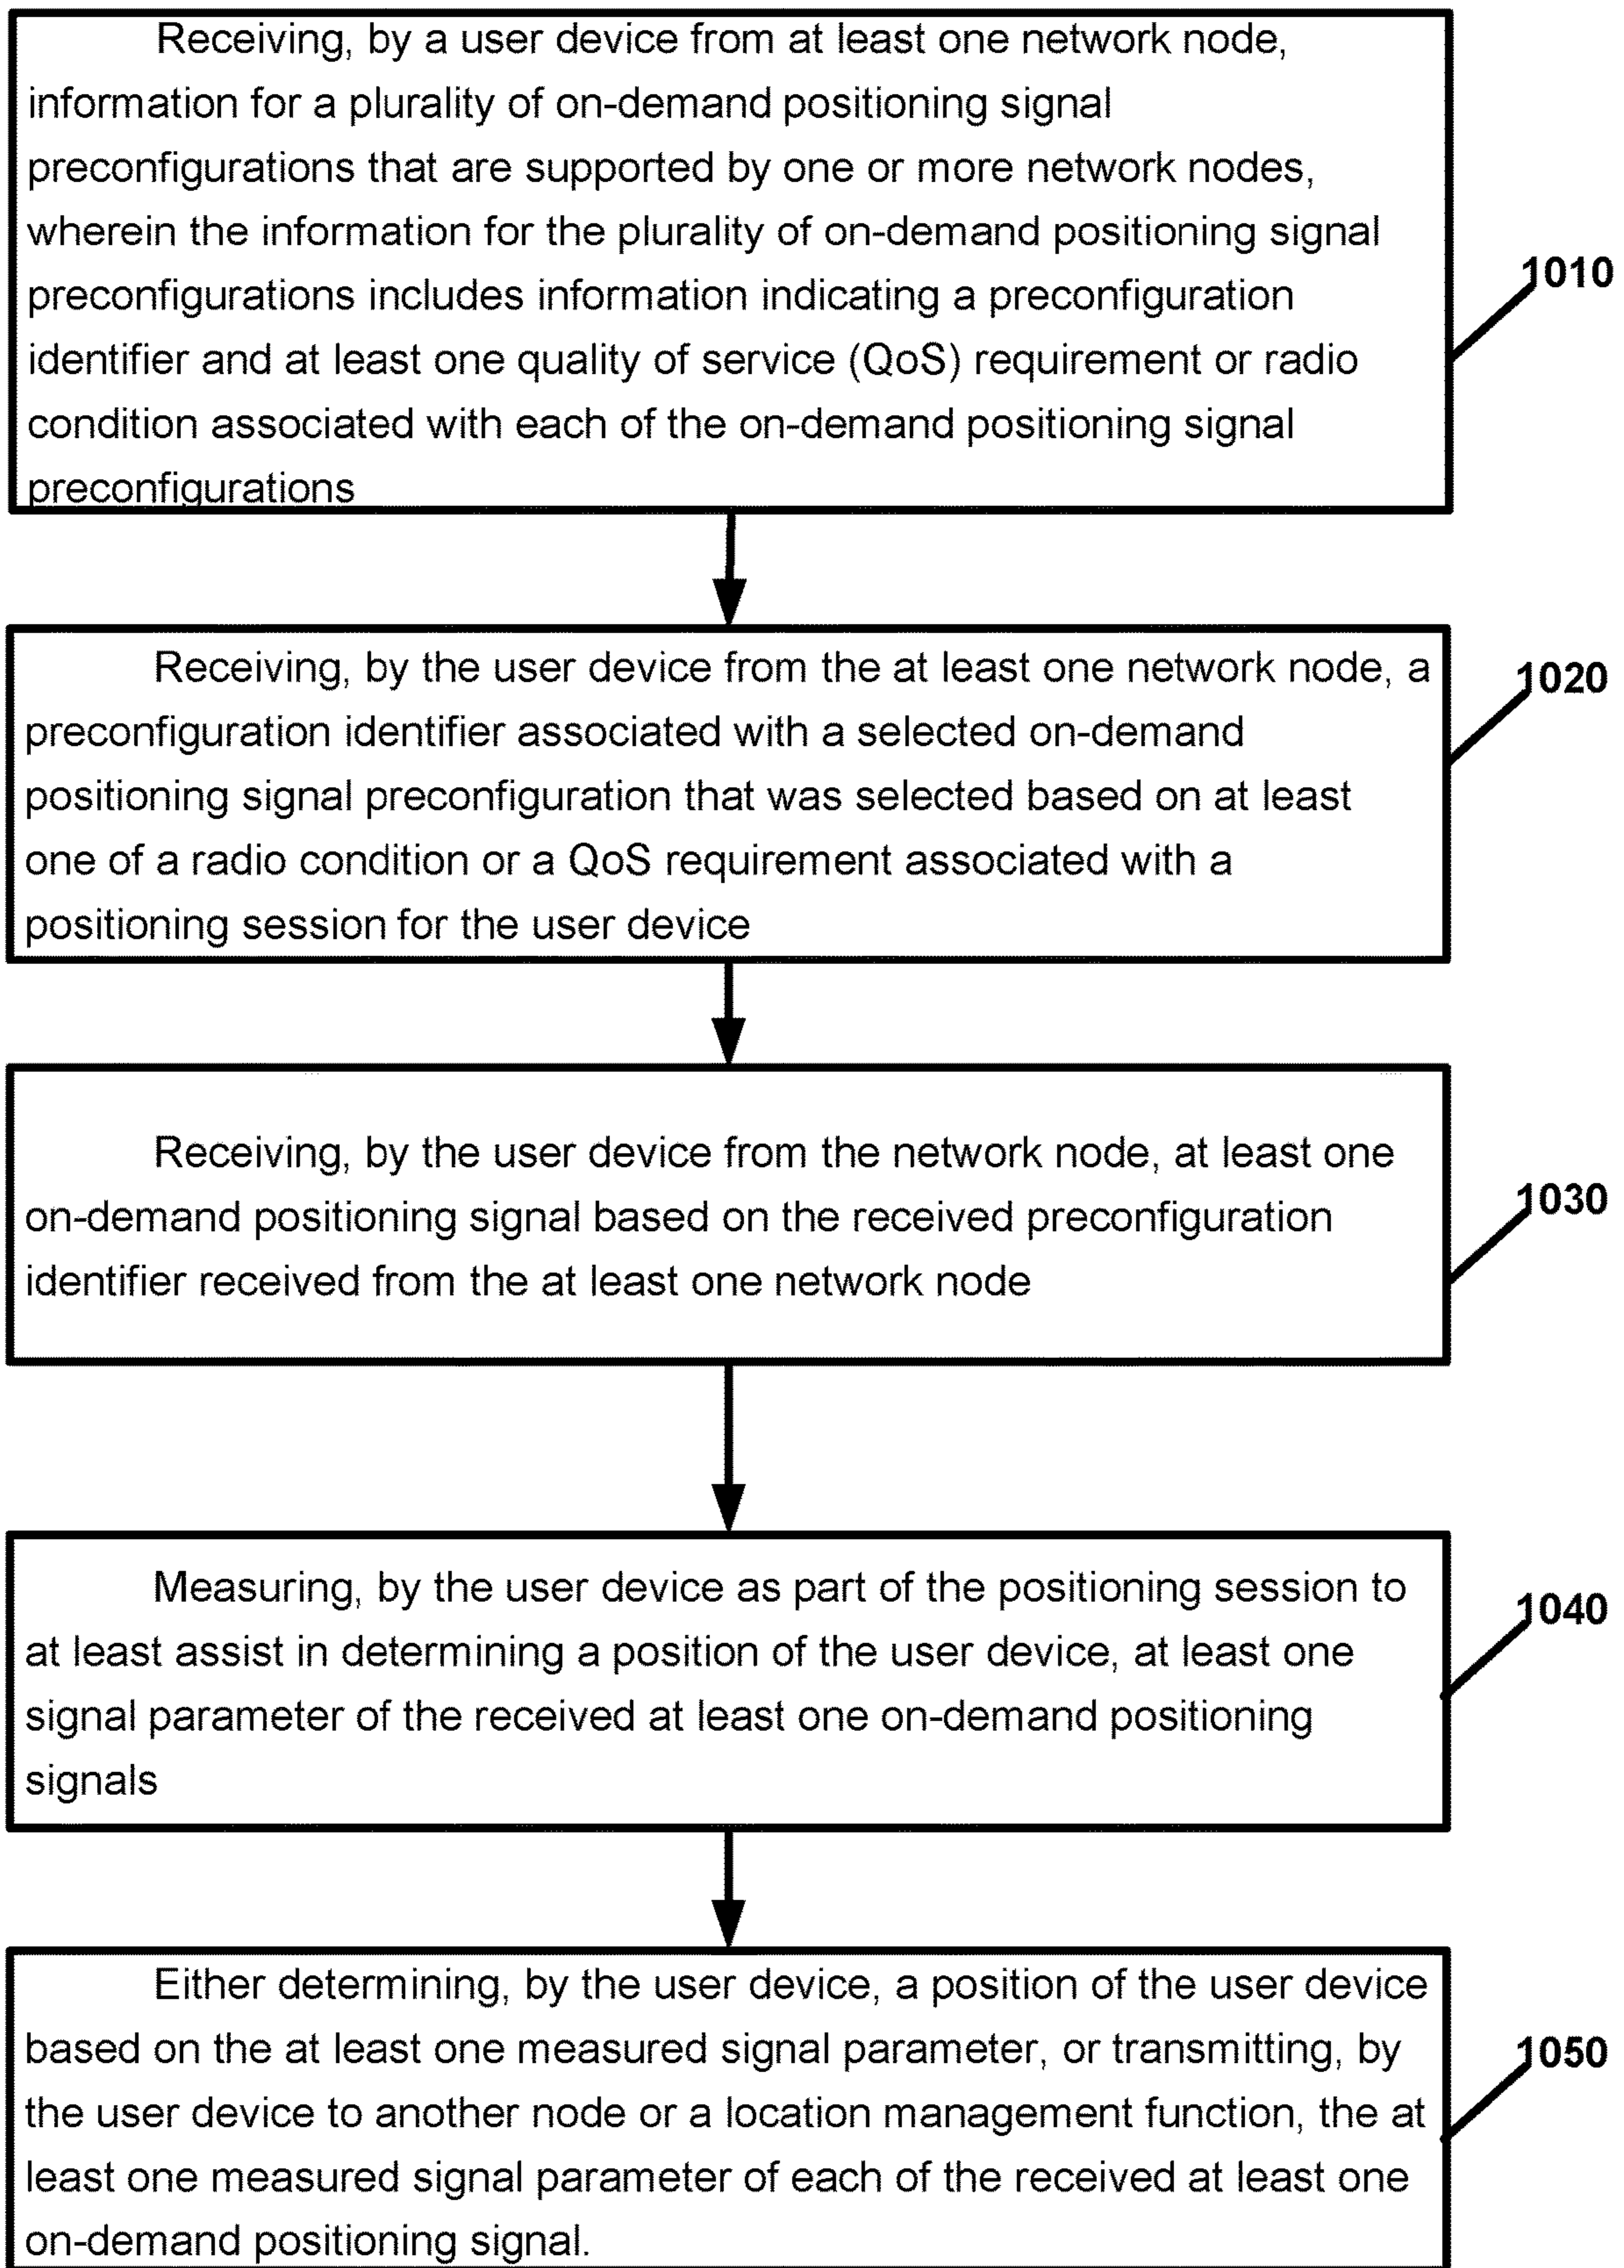 Receiving, by a user device from at least one network node,
information for a plurality of on-demand positioning signal
preconfigurations that are supported by one or more network nodes,
wherein the information for the plurality of on-demand positioning signal
preconfigurations includes information indicating a preconfiguration
identifier and at least one quality of service (QoS) requirement or radio
condition associated with each of the on-demand positioning signal
preconfigurations
1010
Receiving, by the user device from the at least one network node, a
preconfiguration identifier associated with a selected on-demand
positioning signal preconfiguration that was selected based on at least
one of a radio condition or a QoS requirement associated with a
positioning session for the user device
1020
Receiving, by the user device from the network node, at least one
on-demand positioning signal based on the received preconfiguration
identifier received from the at least one network node
1030
Measuring, by the user device as part of the positioning session to
at least assist in determining a position of the user device, at least one
signal parameter of the received at least one on-demand positioning
signals
1040
Either determining, by the user device, a position of the user device
based on the at least one measured signal parameter, or transmitting, by
the user device to another node or a location management function, the at
least one measured signal parameter of each of the received at least one
on-demand positioning signal.
1050